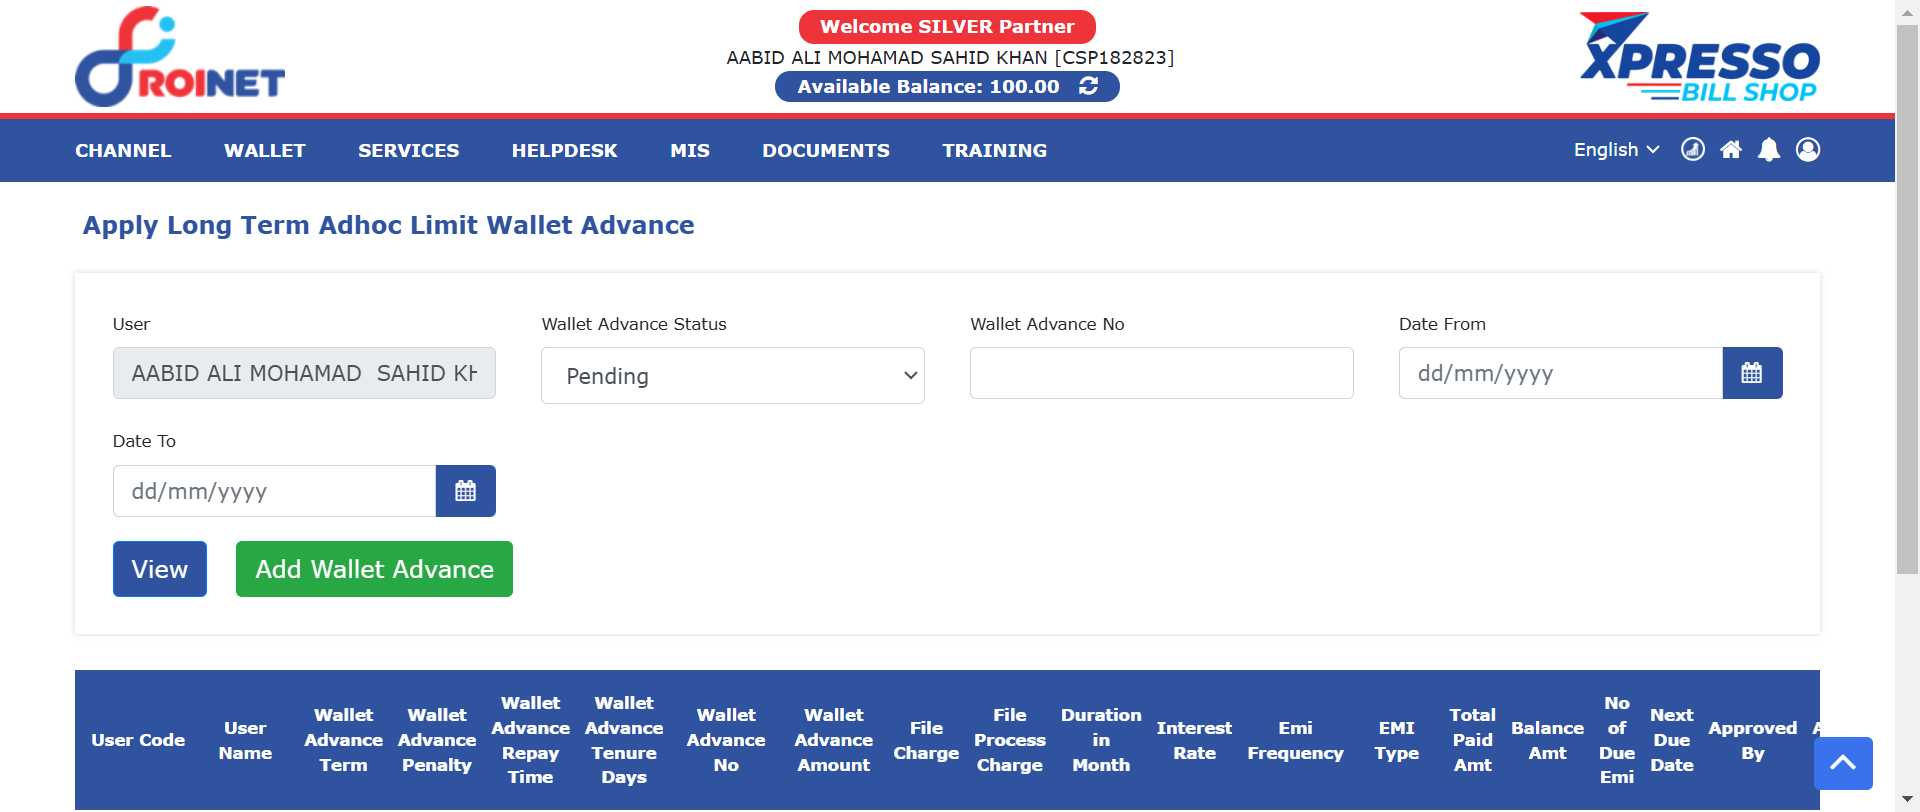 ROINET
Welcome SILVER Partner
AABID ALI MOHAMAD SAHID KHAN [CSP182823]
Available Balance: 100.00
XPRESSO
BILL SHOP
CHANNEL WALLET SERVICES HELPDESK MIS DOCUMENTS TRAINING English
Apply Long Term Adhoc Limit Wallet Advance
User Wallet Advance Status Wallet Advance No Date From
AABID ALI MOHAMAD  SAHID Pending dd/mm/yyyy
Date To
dd/mm/yyyy
View Add Wallet Advance
User Code
User
Name
Wallet
Advance
Term
Wallet
Advance
Penalty
Wallet
Advance
Repay
Time
Wallet
Advance
Tenure
Days
Wallet
Advance
No
Wallet
Advance
Amount
File
Charge
File
Process
Charge
Duration
in
Month
Interest
Rate
Emi
Frequency
EMI
Type
Total
Paid
Amt
Balance
Amt
No
of
Due
Emi
Next
Due
Date
Approved
By